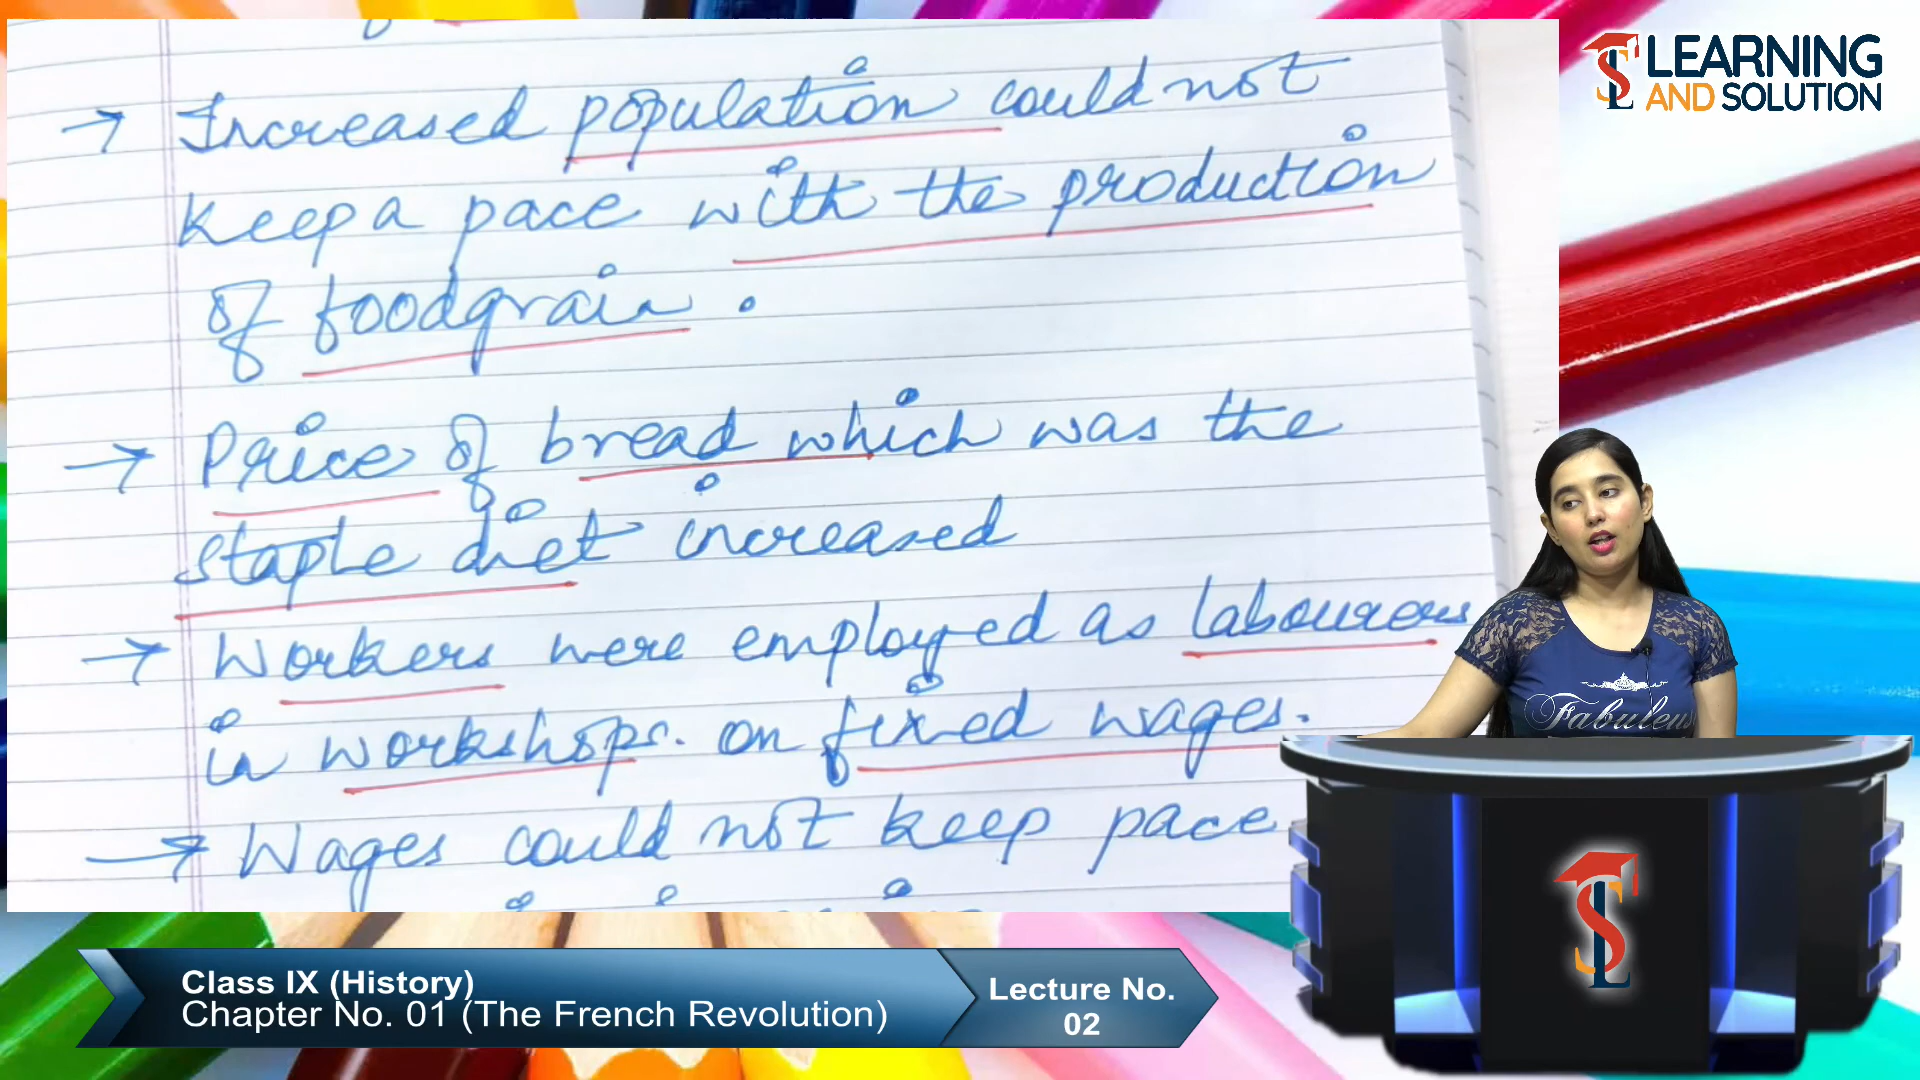 → Increased population could not
keep a pace with the production
of foodgrain.
→ Price of bread which was the
staple diet increased
→ Workers were employed as labourers
in workshops. on fixed wages.
→ Wages could not keep pace
LEARNING
AND SOLUTION
Fabuleu
SL
Class IX (History)
Chapter No. 01 (The French Revolution)
Lecture No.
02